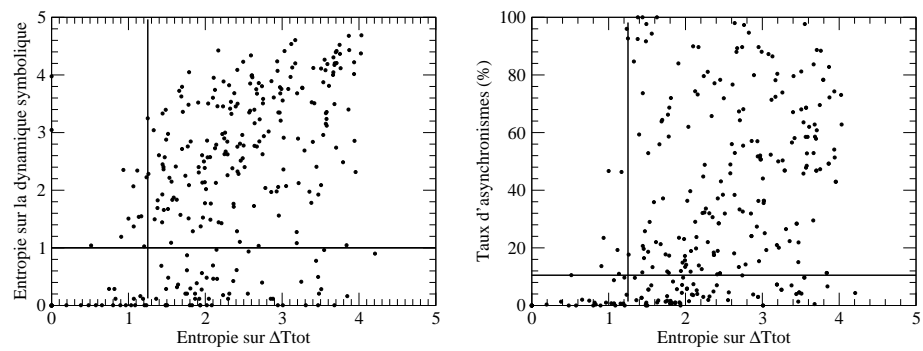 5
4
3
2
1
0
Entropie sur la dynamique symbolique
0 1 2 3 4 5
Entropie sur ΔTtot
100
80
60
40
20
0
Taux d'asynchronismes (%)
0 1 2 3 4 5
Entropie sur ΔTtot